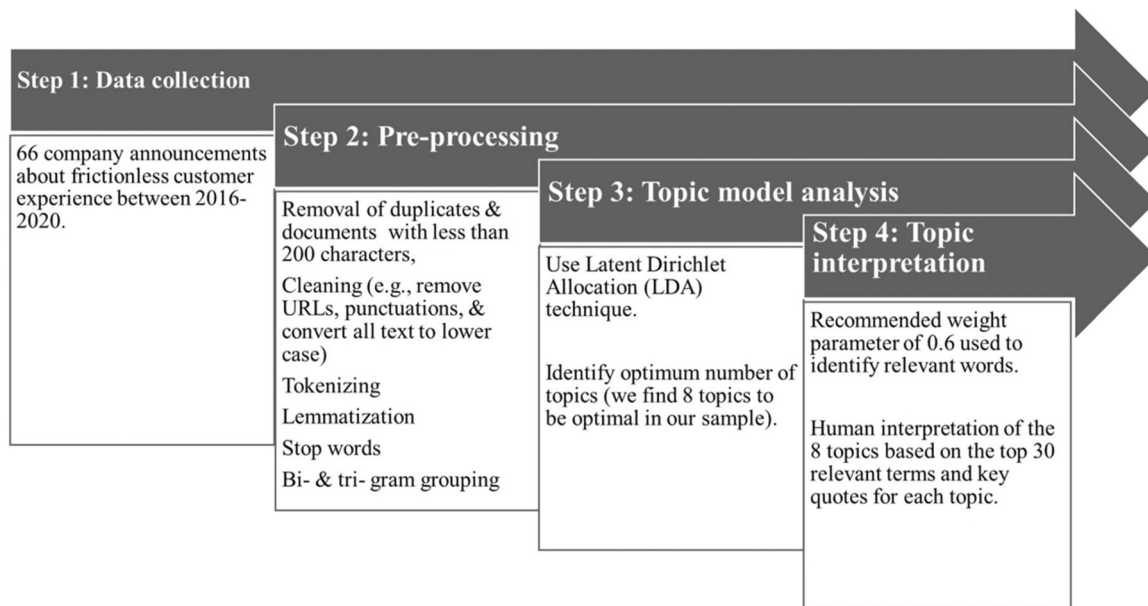 Step 1: Data collection
66 company announcements
about frictionless customer
experience between 2016-
2020.
Step 2: Pre-processing
Removal of duplicates &
documents with less than
200 characters,
Cleaning (e.g., remove
URLs, punctuations, &
convert all text to lower
case)
Tokenizing
Lemmatization
Stop words
Bi- & tri- gram grouping
Step 3: Topic model analysis
Use Latent Dirichlet
Allocation (LDA)
technique.
Identify optimum number of
topics (we find 8 topics to
be optimal in our sample).
Step 4: Topic
interpretation
Recommended weight
parameter of 0.6 used to
identify relevant words.
Human interpretation of the
8 topics based on the top 30
relevant terms and key
quotes for each topic.